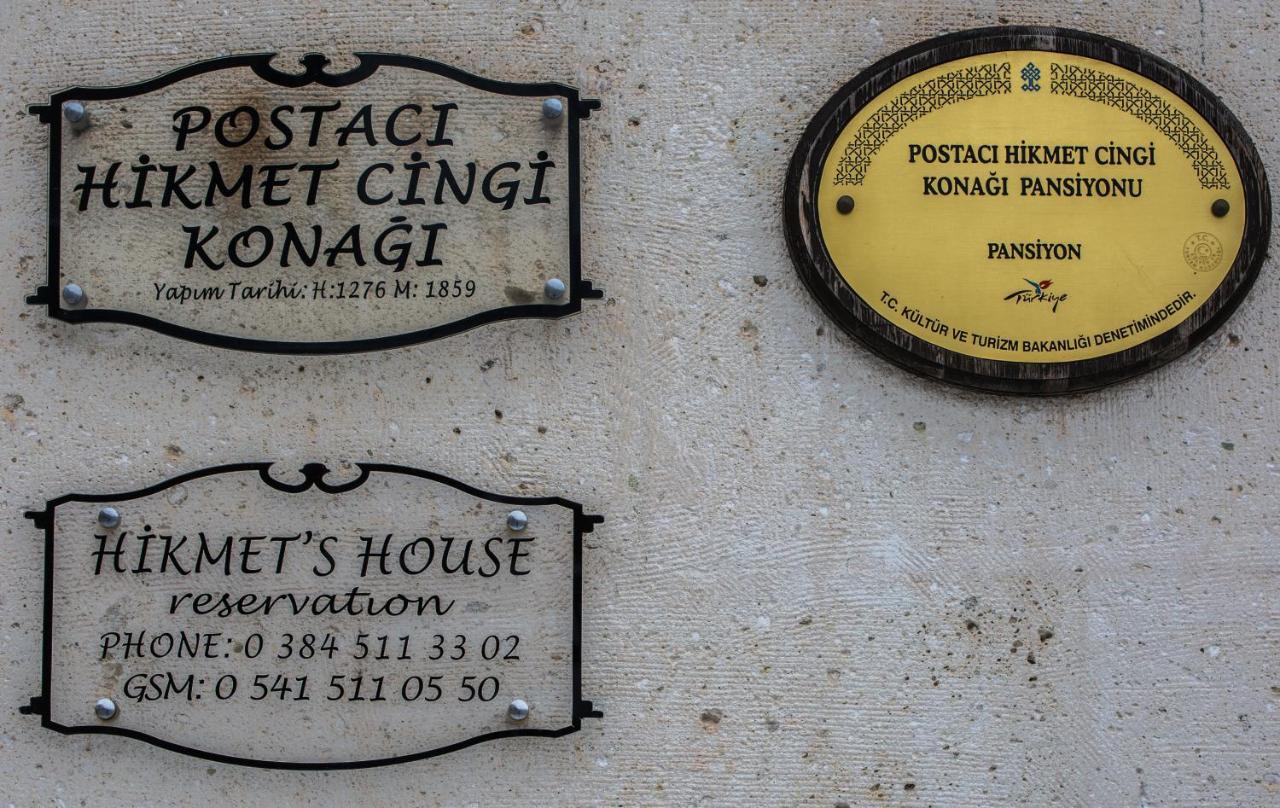 POSTACI
HİKMET CİNGİ
KONAĞI
Yapım Tarihi: H:1276 M: 1859
POSTACI HİKMET CİNGİ
KONAĞI PANSİYONU
PANSİYON
Türkiye
T.C. KÜLTÜR VE TURİZM BAKANLIĞI DENETİMİNDEDİR.
HİKMET'S HOUSE
reservatıon
PHONE: 0 384 511 33 02
GSM: 0 541 511 05 50